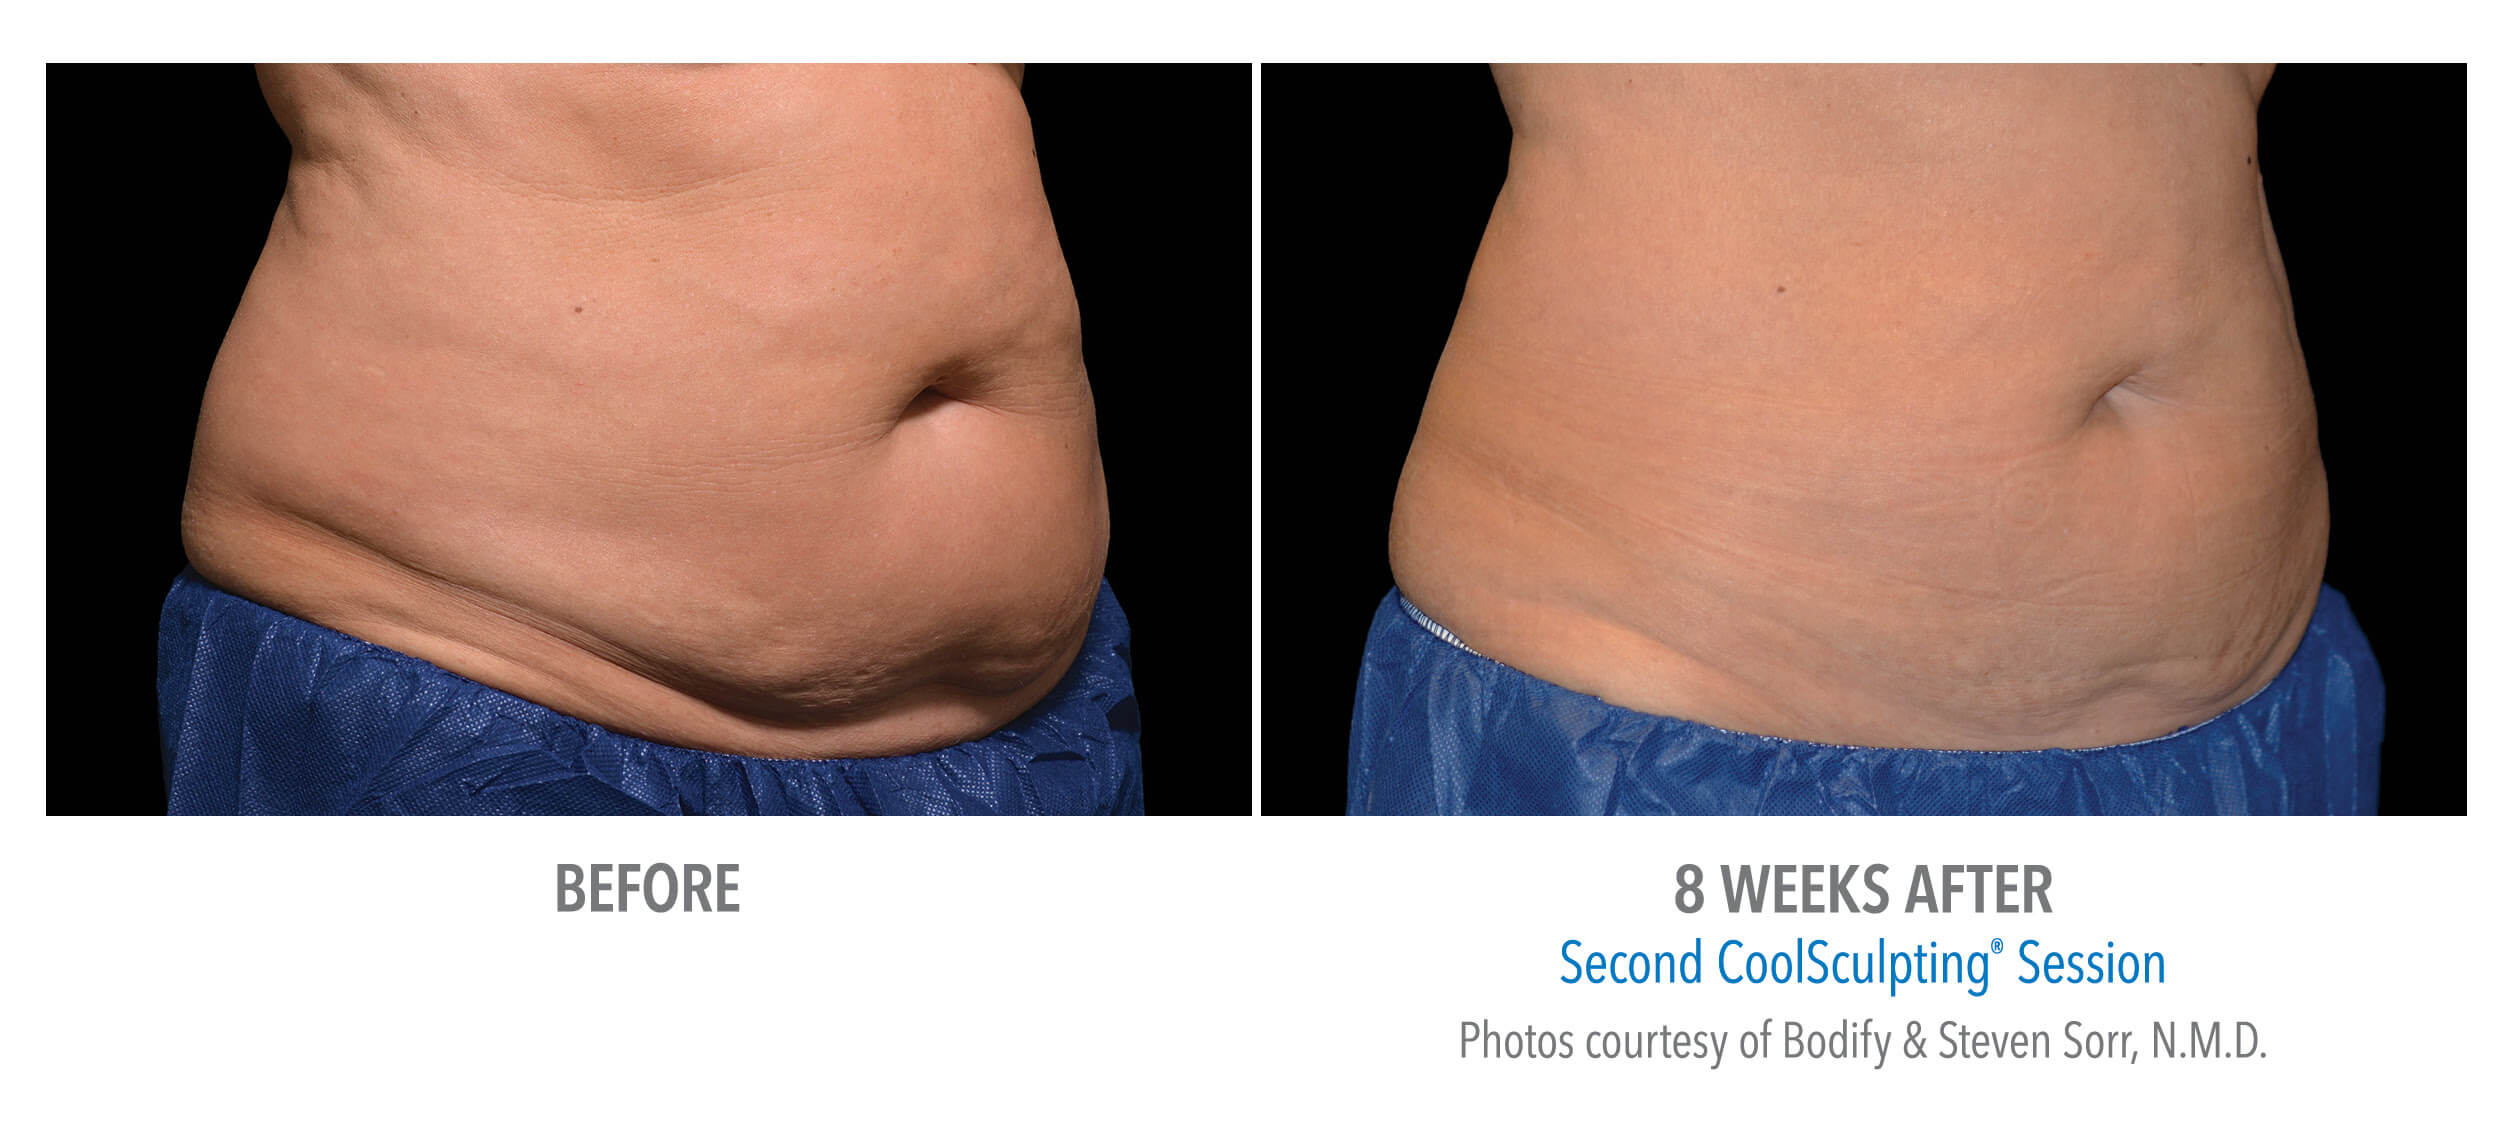 BEFORE
8 WEEKS AFTER
Second CoolSculpting® Session
Photos courtesy of Bodify & Steven Sorr, N.M.D.